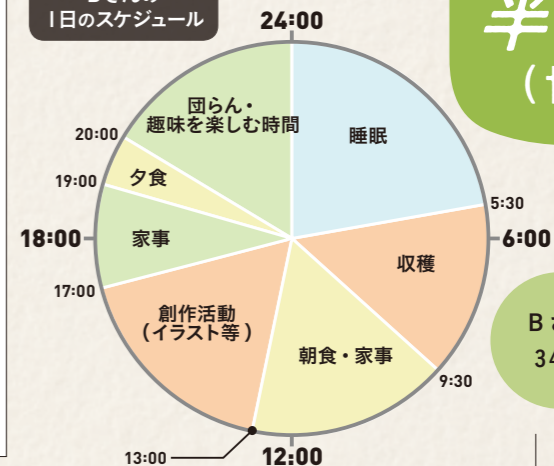 1日のスケジュール
24:00
団らん・
趣味を楽しむ時間
睡眠
20:00
夕食
19:00
5:30
18:00
家事
6:00
収穫
17:00
創作活動
(イラスト等)
朝食・家事
9:30
13:00
12:00
半
B
34